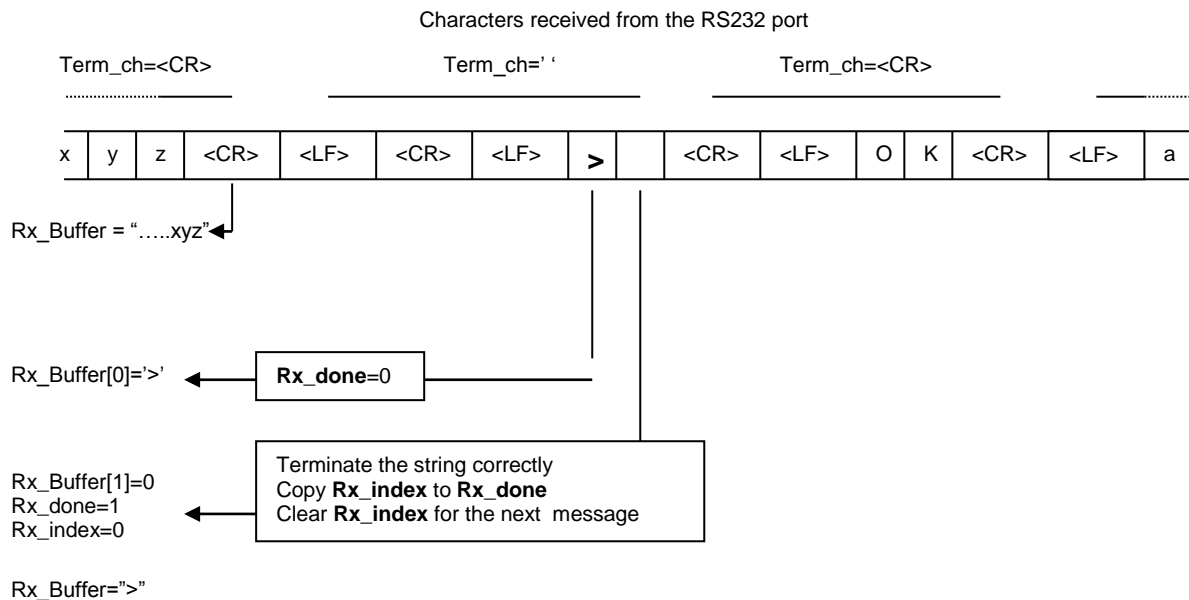 Characters received from the RS232 port
Term_ch=<CR> Term_ch=’ ‘ Term_ch=<CR>
x y z <CR> <LF> <CR> <LF> > <CR> <LF> O K <CR> <LF> a
Rx_Buffer = “…..xyz”
Rx_Buffer[0]=’>’ Rx_done=0
Terminate the string correctly
Rx_Buffer[1]=0 Copy Rx_index to Rx_done
Rx_done=1 Clear Rx_index for the next message
Rx_index=0
Rx_Buffer=”>”